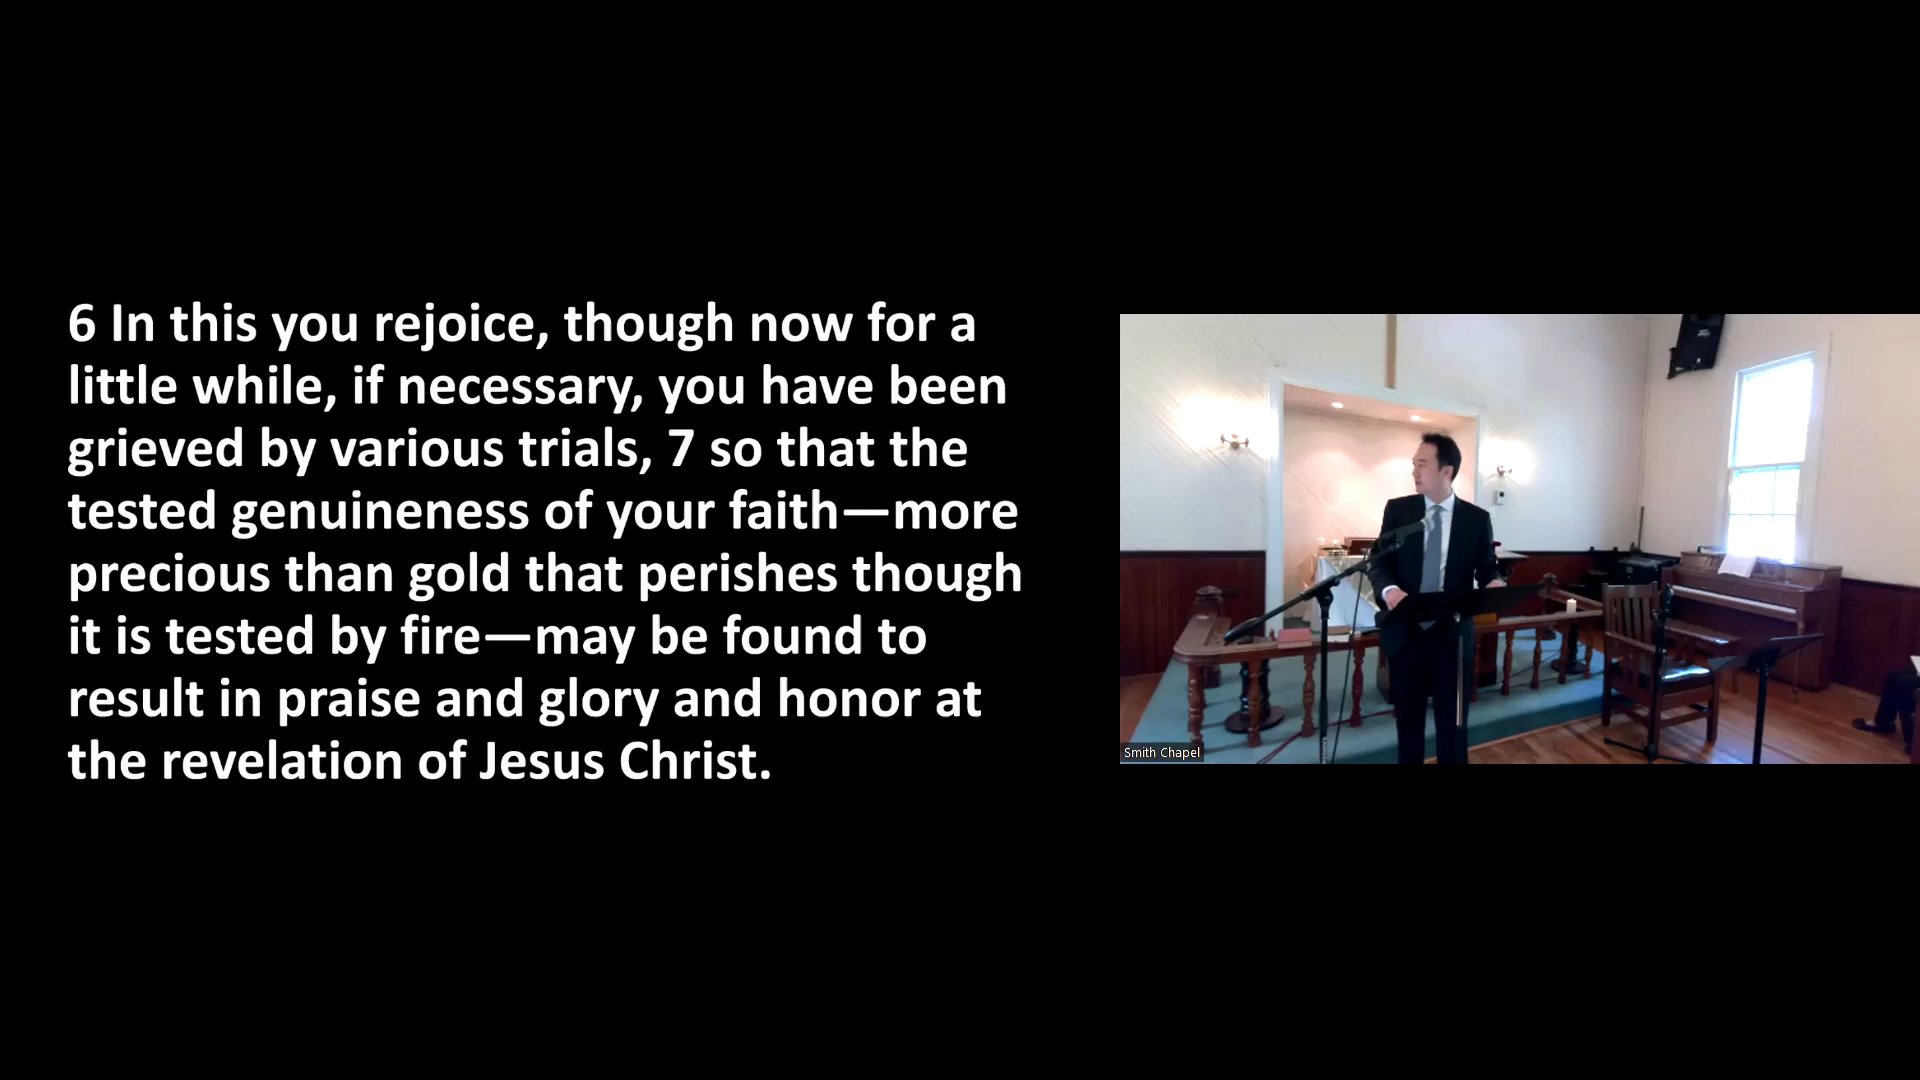 6 In this you rejoice, though now for a
little while, if necessary, you have been
grieved by various trials, 7 so that the
tested genuineness of your faith—more
precious than gold that perishes though
it is tested by fire—may be found to
result in praise and glory and honor at
the revelation of Jesus Christ.
Smith Chapel